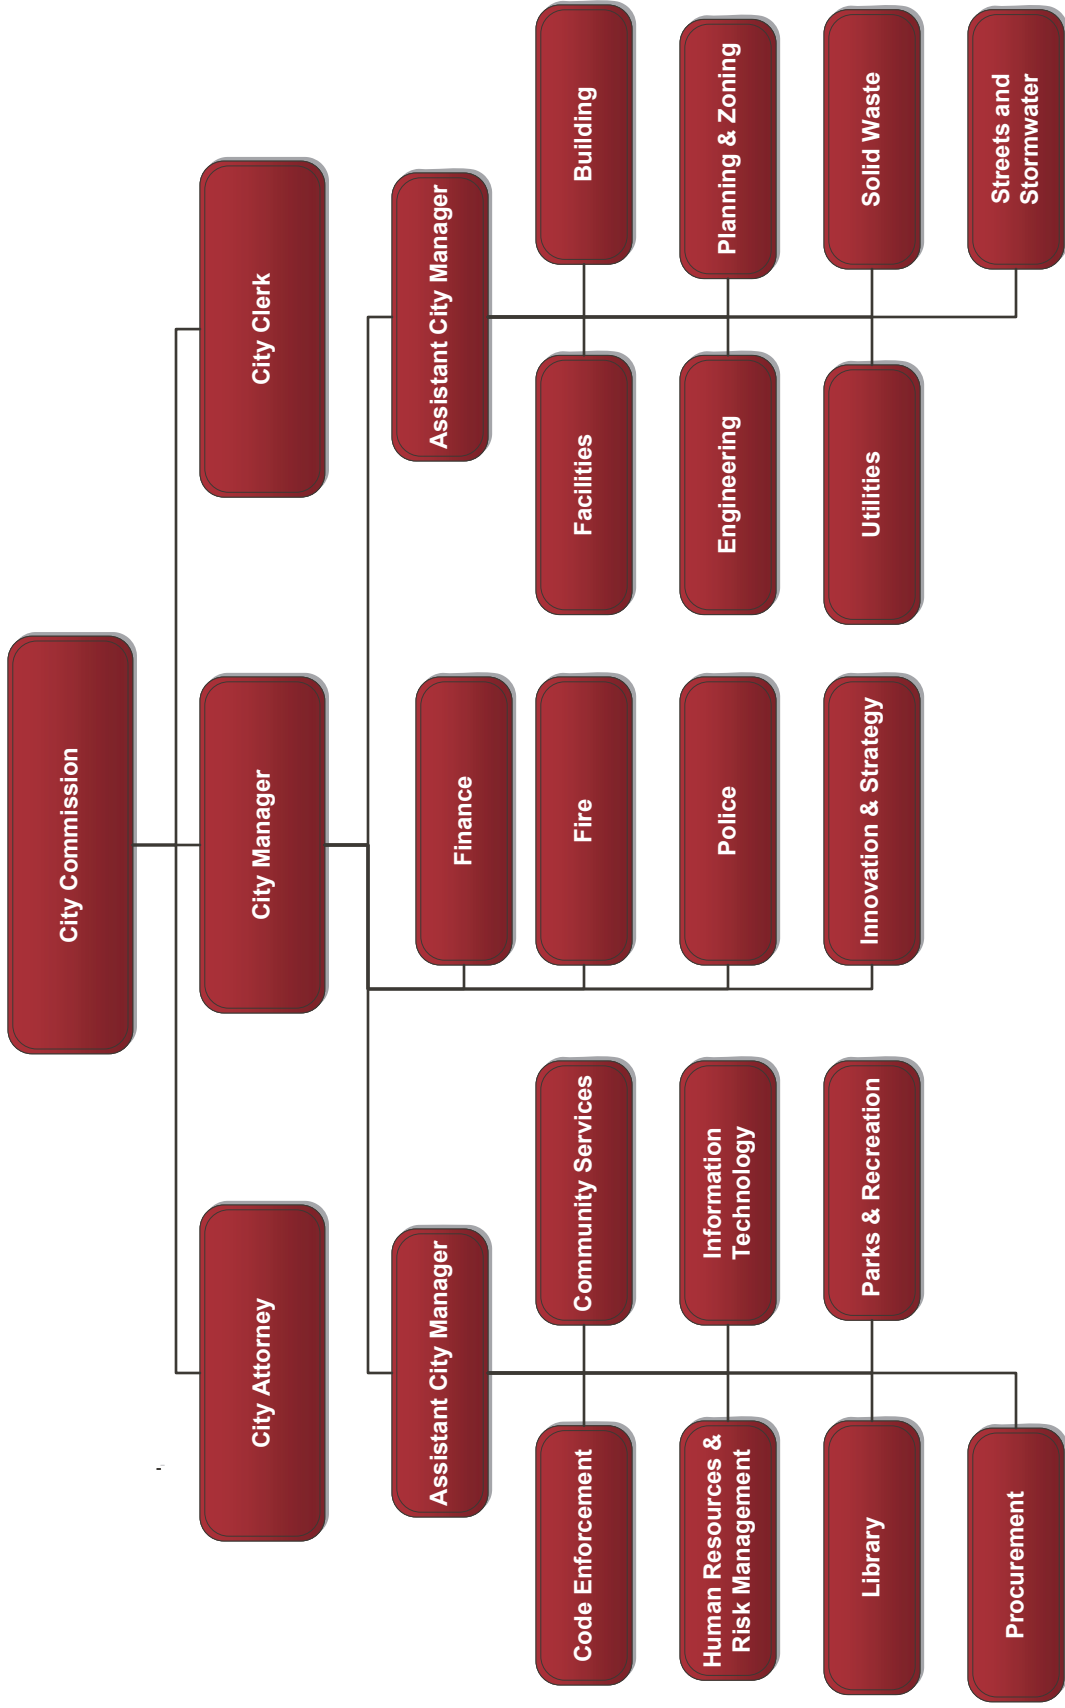 City Commission
City Attorney
City Manager
City Clerk
Assistant City Manager
Finance
Assistant City Manager
Code Enforcement
Community Services
Fire
Facilities
Building
Human Resources &
Risk Management
Information
Technology
Police
Engineering
Planning & Zoning
Library
Parks & Recreation
Innovation & Strategy
Utilities
Solid Waste
Procurement
Streets and
Stormwater